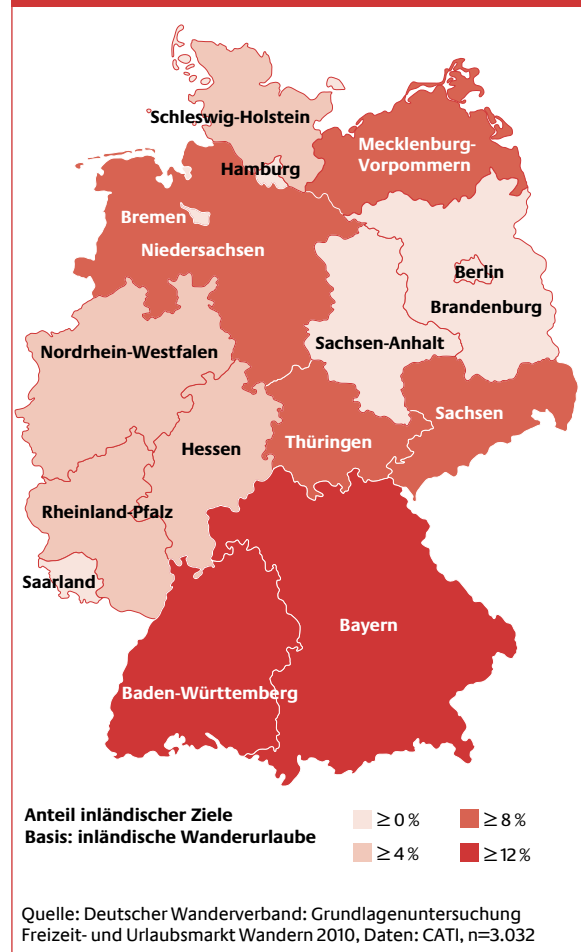 Schleswig-Holstein
Mecklenburg-
Vorpommern
Hamburg
Bremen
Niedersachsen
Berlin
Brandenburg
Sachsen-Anhalt
Nordrhein-Westfalen
Sachsen
Thüringen
Hessen
Rheinland-Pfalz
Saarland
Bayern
Baden-Württemberg
Anteil inländischer Ziele
Basis: inländische Wanderurlaube
≥ 0 %
≥ 8 %
≥ 4 %
≥ 12 %
Quelle: Deutscher Wanderverband: Grundlagenuntersuchung
Freizeit- und Urlaubsmarkt Wandern 2010, Daten: CATI, n=3.032